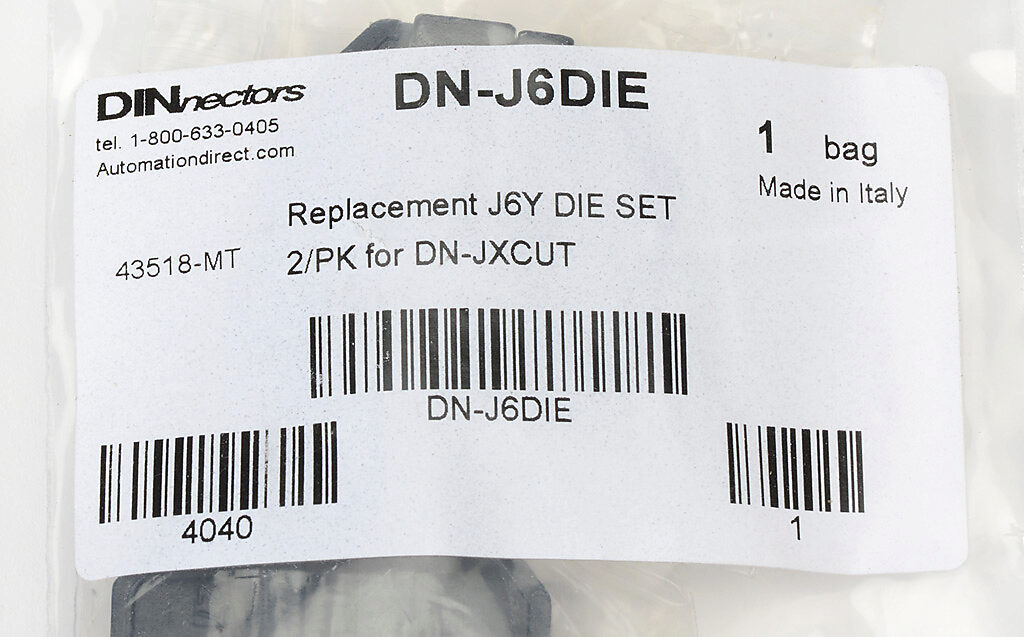 DINnectors
tel. 1-800-633-0405
Automationdirect.com
DN-J6DIE
1 bag
Made in Italy
Replacement J6Y DIE SET
43518-MT
2/PK for DN-JXCUT
DN-J6DIE
4040
1